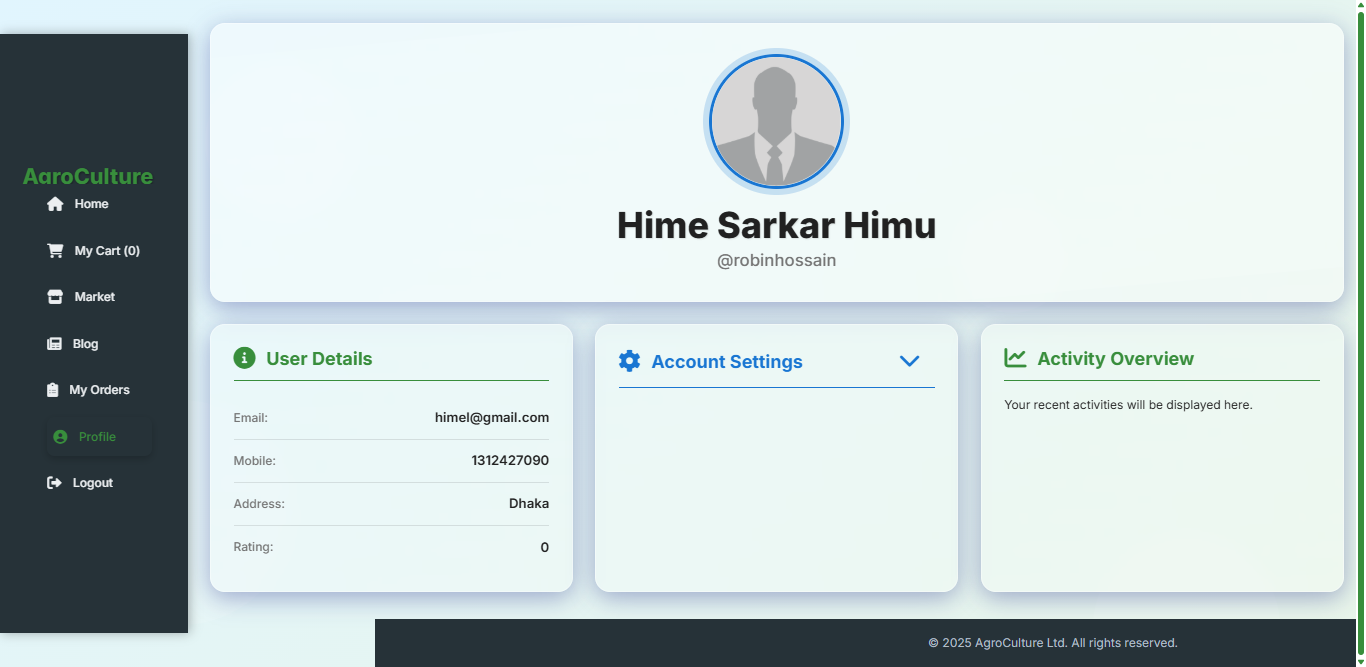 AgroCulture
Home
My Cart (0)
Market
Blog
My Orders
Profile
Logout
Hime Sarkar Himu
@robinhossain
User Details
Email: himel@gmail.com
Mobile: 1312427090
Address: Dhaka
Rating: 0
Account Settings
Activity Overview
Your recent activities will be displayed here.
© 2025 AgroCulture Ltd. All rights reserved.